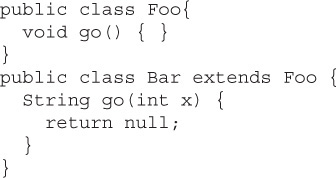 public class Foo{
  void go() { }
}
public class Bar extends Foo {
  String go(int x) {
    return null;
  }
}